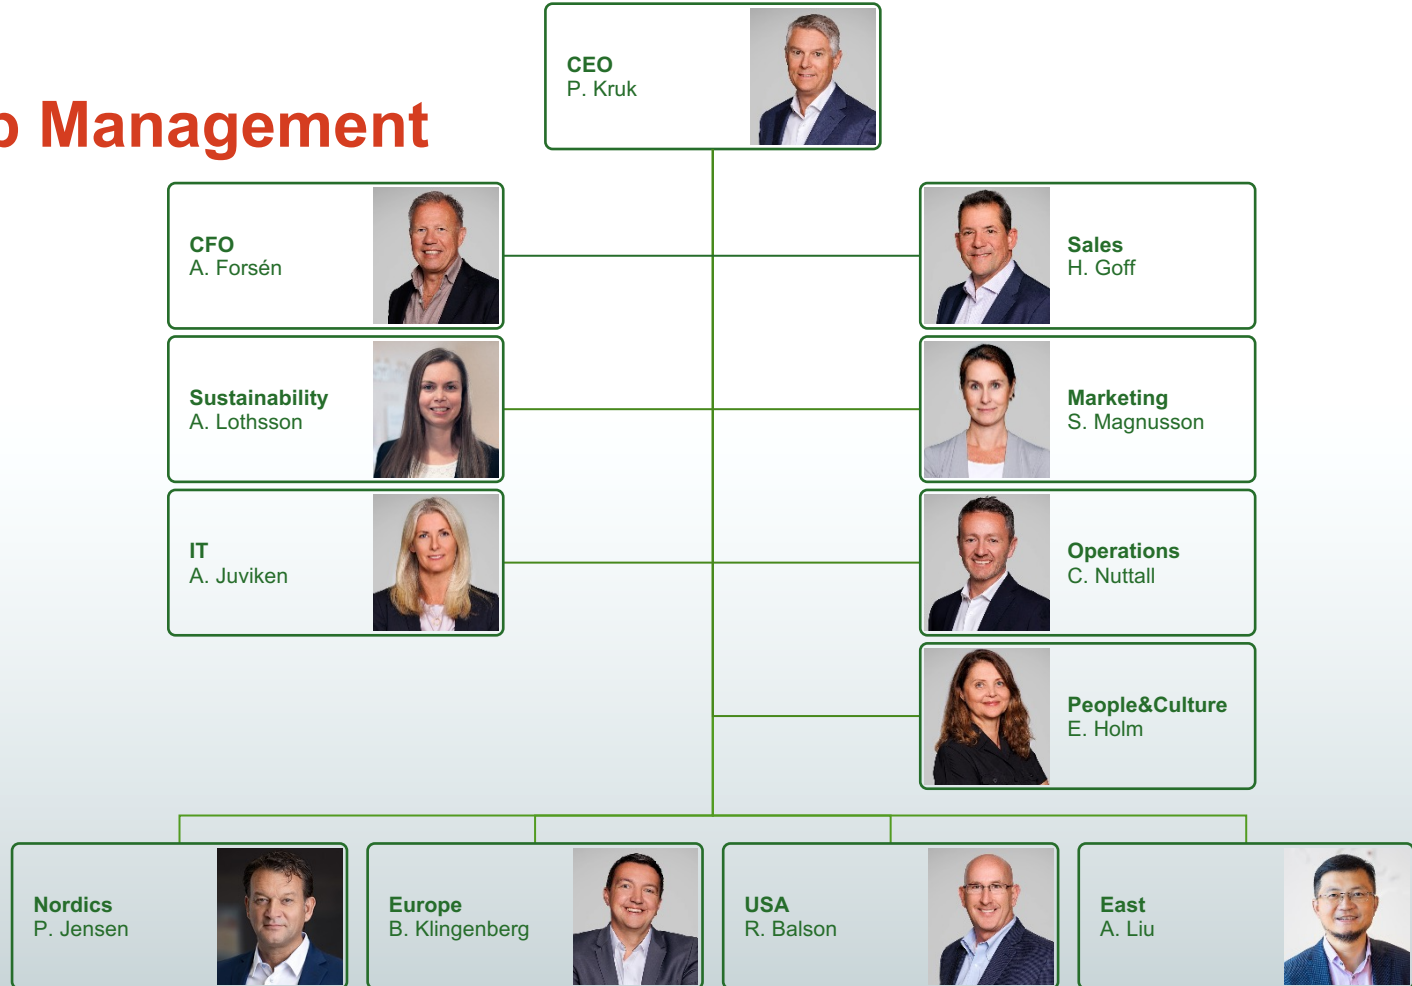 CEO
P. Kruk
p Management
CFO
A. Forsén
Sales
H. Goff
Sustainability
A. Lothsson
Marketing
S. Magnusson
IT
A. Juviken
Operations
C. Nuttall
People&Culture
E. Holm
Nordics
P. Jensen
Europe
B. Klingenberg
USA
R. Balson
East
A. Liu